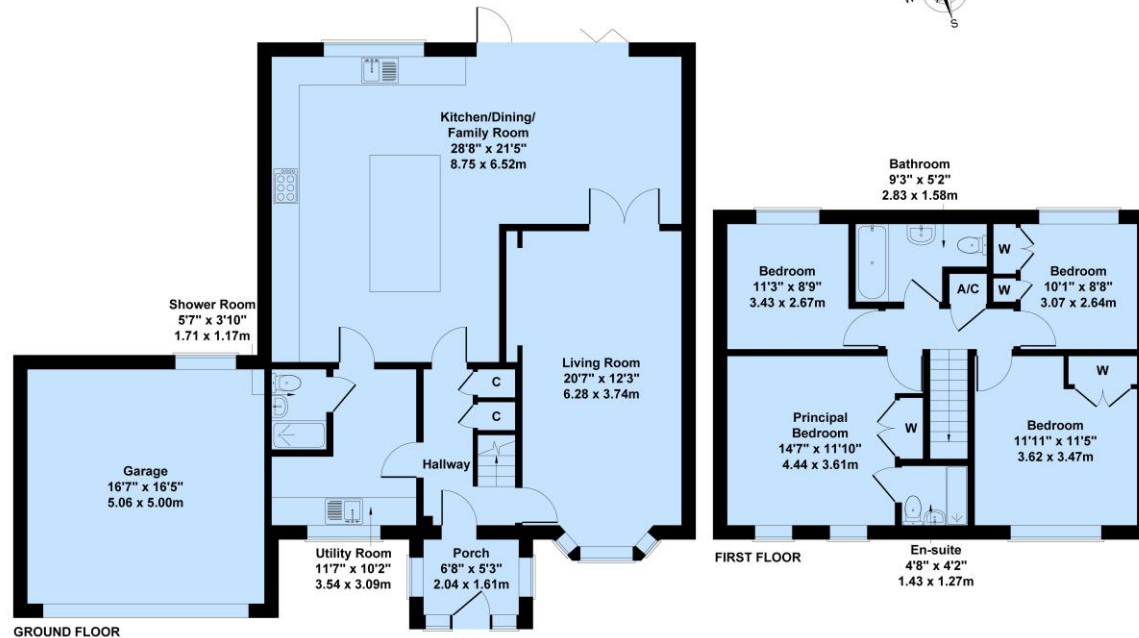 W
S
Kitchen/Dining/
Family Room
28'8" x 21'5"
8.75 x 6.52m
Shower Room
5'7" x 3'10"
1.71 x 1.17m
Living Room
20'7" x 12'3"
6.28 x 3.74m
C
C
Hallway
Garage
16'7" x 16'5"
5.06 x 5.00m
Utility Room
11'7" x 10'2"
3.54 x 3.09m
Porch
6'8" x 5'3"
2.04 x 1.61m
GROUND FLOOR
Bathroom
9'3" x 5'2"
2.83 x 1.58m
Bedroom
11'3" x 8'9"
3.43 x 2.67m
W
W
A/C
Bedroom
10'1" x 8'8"
3.07 x 2.64m
Principal
Bedroom
14'7" x 11'10"
4.44 x 3.61m
W
W
Bedroom
11'11" x 11'5"
3.62 x 3.47m
FIRST FLOOR
En-suite
4'8" x 4'2"
1.43 x 1.27m